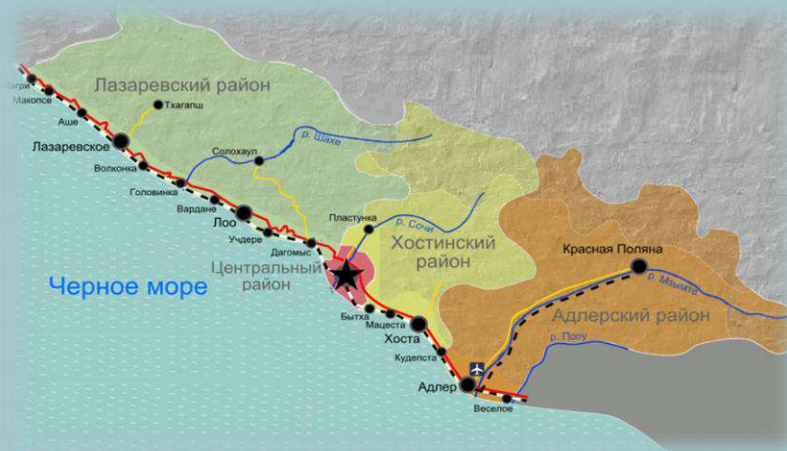 Лазаревский район
Тхагапш
Макопсе
Аше
Лазаревское
Солохаул
р. Шахе
Волконка
Головинка
Вардане
Лоо
Учдере
Дагомыс
Пластунка
р. Сочи
Хостинский
район
Центральный
район
Черное море
Бытха
Мацеста
Хоста
Кудепста
Красная Поляна
р. Мзымта
Адлерский район
р. Псоу
Адлер
Веселое